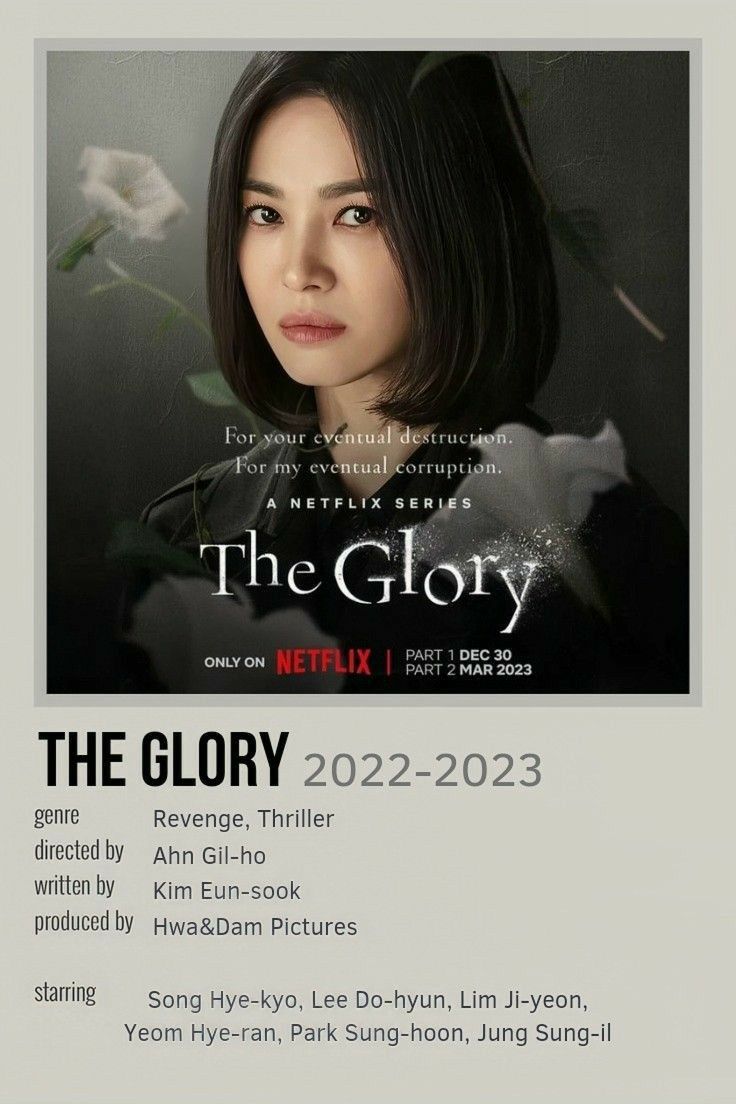 For your eventual destruction.
For my eventual corruption.
A NETFLIX SERIES
The Glory
ONLY ON NETFLIX | PART 1 DEC 30
PART 2 MAR 2023
THE GLORY 2022-2023
genre Revenge, Thriller
directed by Ahn Gil-ho
written by Kim Eun-sook
produced by Hwa&Dam Pictures
starring Song Hye-kyo, Lee Do-hyun, Lim Ji-yeon,
Yeom Hye-ran, Park Sung-hoon, Jung Sung-il